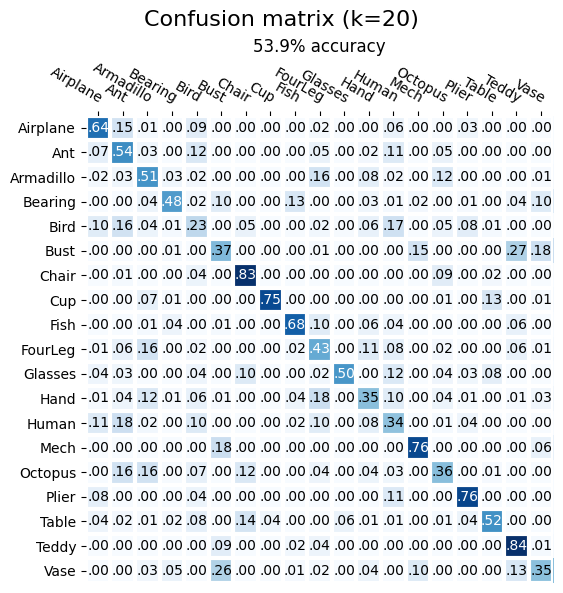 Confusion matrix (k=20)
53.9% accuracy
Airplane Ant Armadillo Bearing Bird Bust Chair Cup Fish FourLeg Glasses Hand Human Mech Octopus Plier Table Teddy Vase
Airplane .64 .15 .01 .00 .09 .00 .00 .00 .00 .02 .00 .00 .06 .00 .00 .03 .00 .00 .00
Ant .07 .54 .03 .00 .12 .00 .00 .00 .00 .05 .00 .02 .11 .00 .05 .00 .00 .00 .00
Armadillo .02 .03 .51 .03 .02 .00 .00 .00 .00 .16 .00 .08 .02 .00 .12 .00 .00 .00 .01
Bearing .00 .00 .04 .48 .02 .10 .00 .00 .13 .00 .00 .03 .01 .02 .00 .01 .00 .04 .10
Bird .10 .16 .04 .01 .23 .00 .05 .00 .00 .02 .00 .06 .17 .00 .05 .08 .01 .00 .00
Bust .00 .00 .00 .01 .00 .37 .00 .00 .00 .01 .00 .00 .00 .15 .00 .00 .00 .27 .18
Chair .00 .01 .00 .00 .04 .00 .83 .00 .00 .00 .00 .00 .00 .00 .09 .00 .02 .00 .00
Cup .00 .00 .07 .01 .00 .00 .00 .75 .00 .00 .00 .00 .00 .00 .01 .00 .13 .00 .01
Fish .00 .00 .01 .04 .00 .01 .00 .00 .68 .10 .00 .06 .04 .00 .00 .00 .00 .06 .00
FourLeg .01 .06 .16 .00 .02 .00 .00 .00 .02 .43 .00 .11 .08 .00 .02 .00 .00 .06 .01
Glasses .04 .03 .00 .00 .04 .00 .10 .00 .00 .02 .50 .00 .12 .00 .04 .03 .08 .00 .00
Hand .01 .04 .12 .01 .06 .01 .00 .00 .04 .18 .00 .35 .10 .00 .04 .01 .00 .01 .03
Human .11 .18 .02 .00 .10 .00 .00 .00 .02 .10 .00 .08 .34 .00 .01 .04 .00 .00 .00
Mech .00 .00 .00 .00 .00 .18 .00 .00 .00 .00 .00 .00 .00 .76 .00 .00 .00 .00 .06
Octopus .00 .16 .16 .00 .07 .00 .12 .00 .00 .04 .00 .04 .03 .00 .36 .00 .01 .00 .00
Plier .08 .00 .00 .00 .04 .00 .00 .00 .00 .00 .00 .00 .11 .00 .00 .76 .00 .00 .00
Table .04 .02 .01 .02 .08 .00 .14 .04 .00 .00 .06 .01 .01 .00 .01 .04 .52 .00 .00
Teddy .00 .00 .00 .00 .00 .09 .00 .00 .02 .04 .00 .00 .00 .00 .00 .00 .00 .84 .01
Vase .00 .00 .03 .05 .00 .26 .00 .00 .01 .02 .00 .04 .00 .10 .00 .00 .00 .13 .35